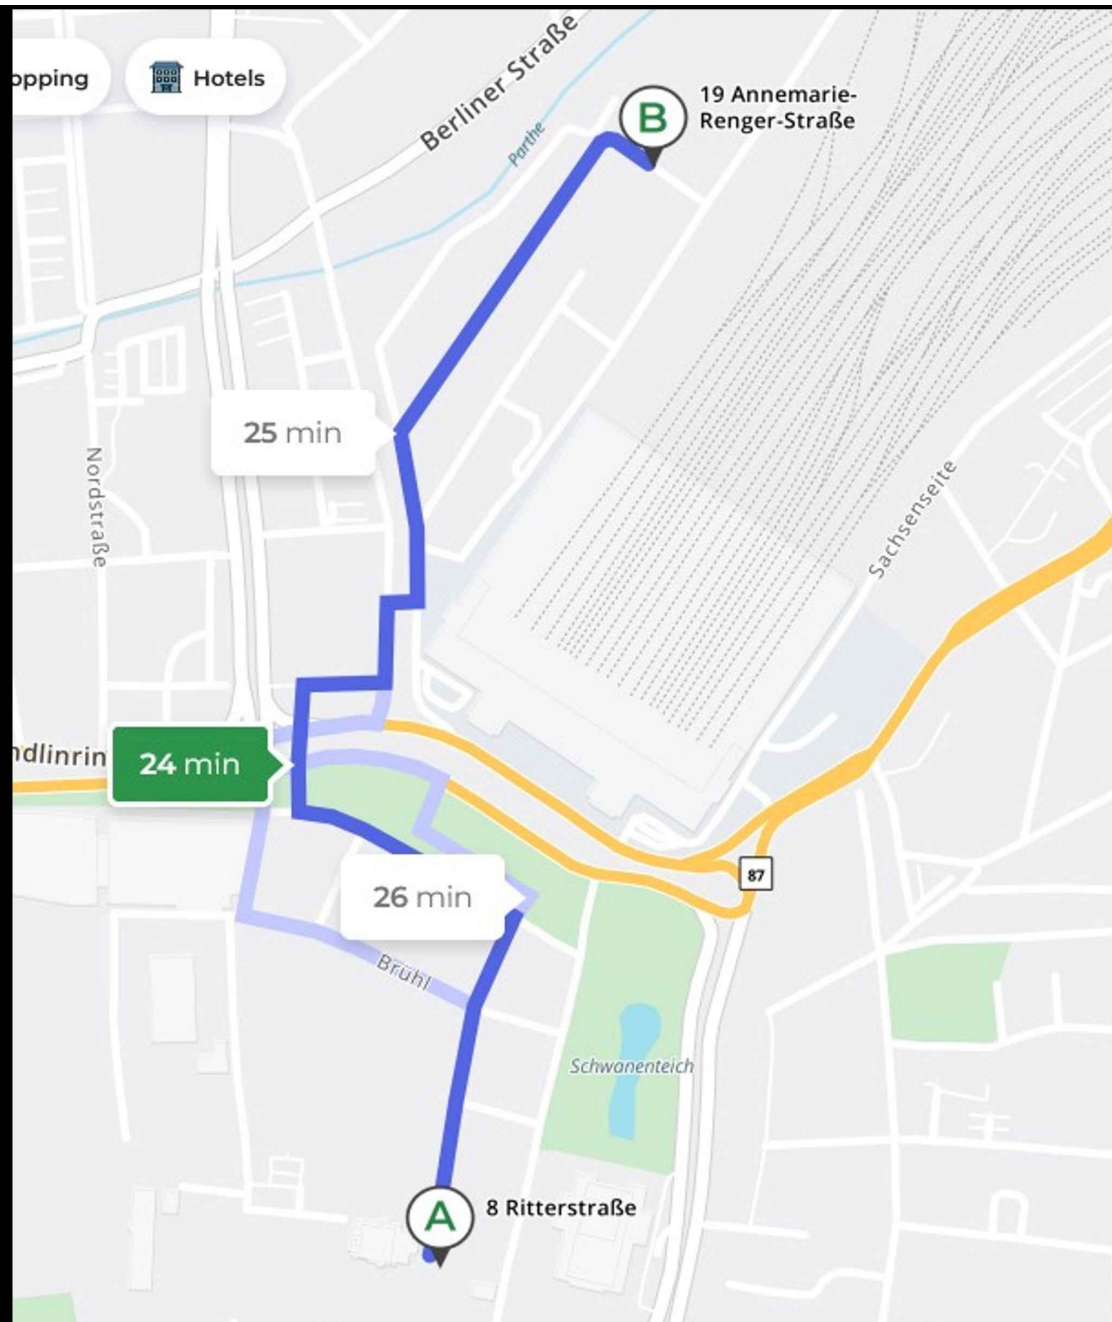 opping
Hotels
Berliner Straße
Parthe
19 Annemarie-
Renger-Straße
B
25 min
Nordstraße
Sachsenseite
ndlinrin
24 min
87
26 min
Brühl
Schwanenteich
A
8 Ritterstraße